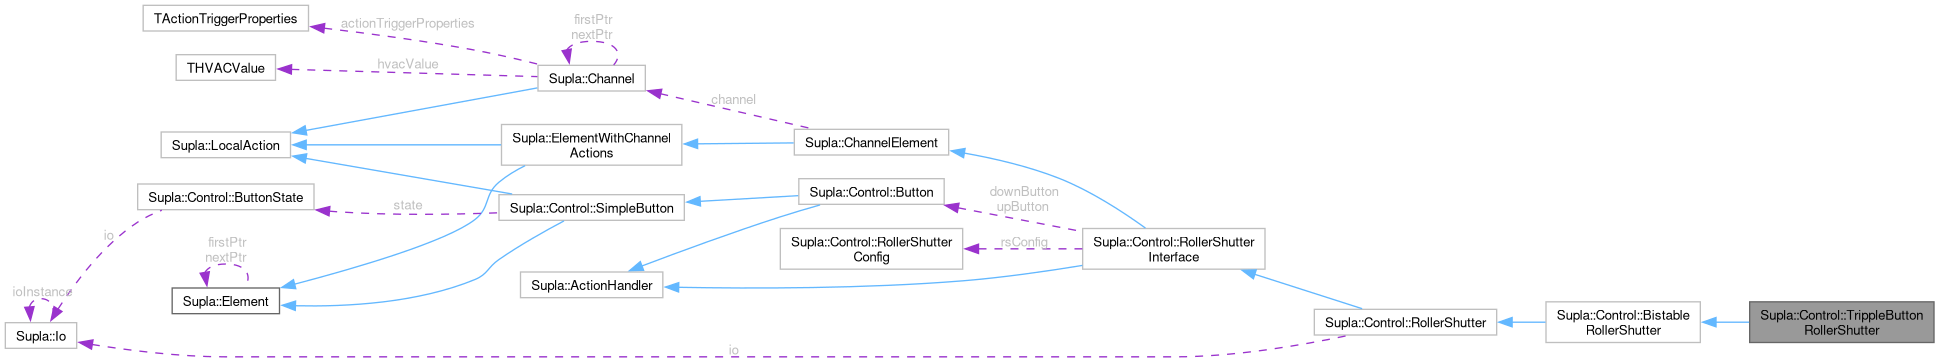 TActionTriggerProperties
actionTriggerProperties
firstPtr
nextPtr
THVACValue
hvacValue
Supla::Channel
channel
Supla::LocalAction
Supla::ElementWithChannel
Actions
Supla::ChannelElement
Supla::Control::ButtonState
state
Supla::Control::SimpleButton
Supla::Control::Button
downButton
upButton
io
firstPtr
nextPtr
Supla::Control::RollerShutter
Config
rsConfig
Supla::Control::RollerShutter
Interface
ioInstance
Supla::Element
Supla::ActionHandler
Supla::Io
Supla::Control::RollerShutter
Supla::Control::Bistable
RollerShutter
Supla::Control::TrippleButton
RollerShutter
io